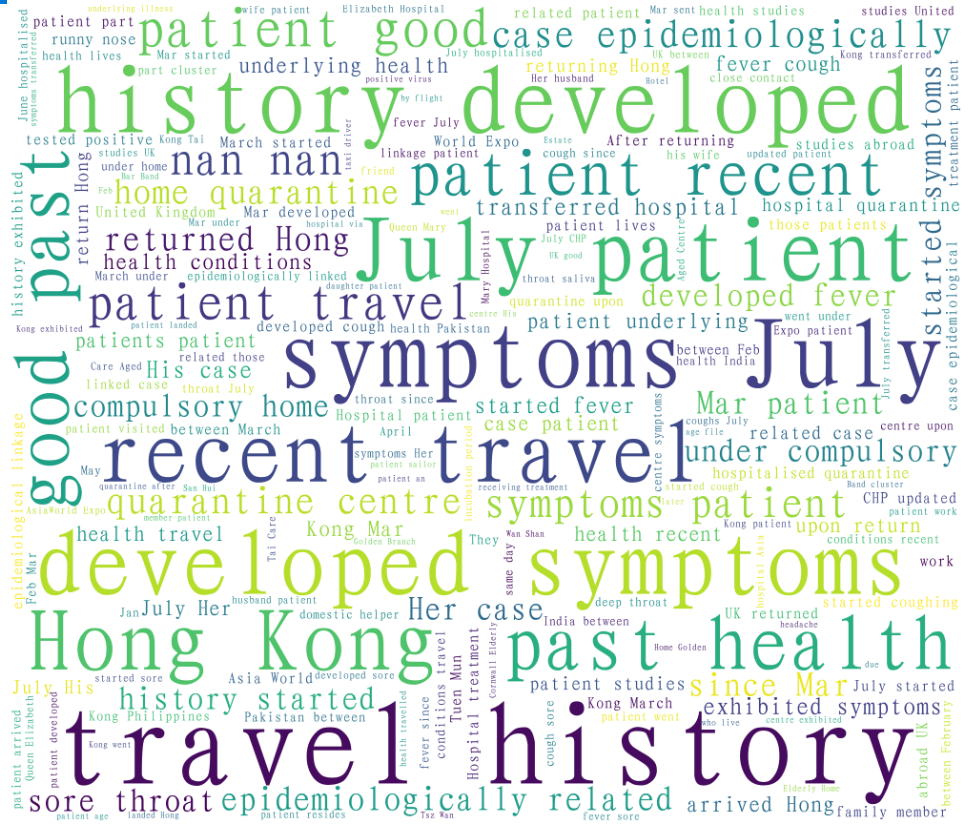 underlying illness
wife patient
Elizabeth Hospital
related patient
Mar sent
health studies
studies United
patient part
patient good
case epidemiologically
runny nose
health lives
Mar started
July hospitalised
UK between
Kong transferred
June hospitalised
symptoms transferred
part cluster
underlying health
positive virus
returning Hong
Her husband
Hotel
fever cough
close contact
history developed
by flight
symptoms
treatment patient
tested positive
Kong Tai
March started
taxi driver
fever July
World Expo
Estate
After returning
studies abroad
studies UK
Bar Band
under home
nan nan
linkage patient
cough since
his wife
updated patient
friend
patient recent
past
return Hong
history exhibited
Feb
home quarantine
transferred hospital
hospital quarantine
United Kingdom
Mar developed
Mar under
hospital via
Queen Mary
went
patient lives
those patients
returned Hong
July patient
July CHP
UK good
Aged Centre
started
health conditions
Mary Hospital
March under
epidemiologically linked
throat saliva
daughter patient
patient travel
quarantine upon
developed fever
case epidemiological
centre His
Kong exhibited
patient landed
developed cough
health Pakistan
patient underlying
went under
Expo patient
patients patient
symptoms July
related those
between Feb
health India
July transferred
Care Aged
His case
good
linked case
throat July
throat since
compulsory home
Hospital patient
started fever
Mar patient
patient visited
between March
April
case patient
coughs July
age file
related case
centre upon
recent travel
May
symptoms Her
patient sailor
incubation period
patient an
centre symptoms
under compulsory
hospitalised quarantine
quarantine after
San Hui
receiving treatment
started cough
Band cluster
AsiaWorld Expo
quarantine centre
symptoms patient
later
CHP updated
patient work
epidemiological linkage
member patient
Kong Mar
Golden Branch
Kong patient
upon return
health travel
Tai Care
They
Wan Shan
same day
health recent
conditions recent
Feb Mar
developed symptoms
hospital Asia
work
husband patient
deep throat
started coughing
Jan
July Her
domestic helper
Her case
India between
UK returned
headache
Hong Kong
past health
Home Golden
due
started sore
developed sore
Asia World
conditions travel
Tuen Mun
Hospital treatment
Cornwall Elderly
July His
patient studies
since Mar
July started
history started
health travelled
fever since
cough sore
Kong March
exhibited symptoms
patient arrived
Queen Elizabeth
patient developed
Kong Philippines
Pakistan between
patient went
who live
centre exhibited
abroad UK
between February
Kong went
travel history
Elderly Home
sore throat
epidemiologically related
arrived Hong
family member
patient age
landed Hong
patient resides
Tsz Wan
fever sore